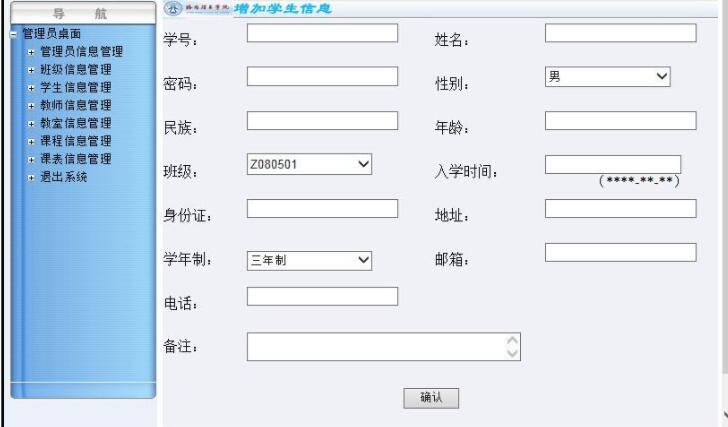 导 航
管理员桌面
管理员信息管理
班级信息管理
学生信息管理
教师信息管理
教室信息管理
课程信息管理
课表信息管理
退出系统
增加学生信息
学号： 姓名：
密码： 性别： 男
民族： 年龄：
班级： Z080501 入学时间：
(****-**-**)
身份证： 地址：
学年制： 三年制 邮箱：
电话：
备注：
确认